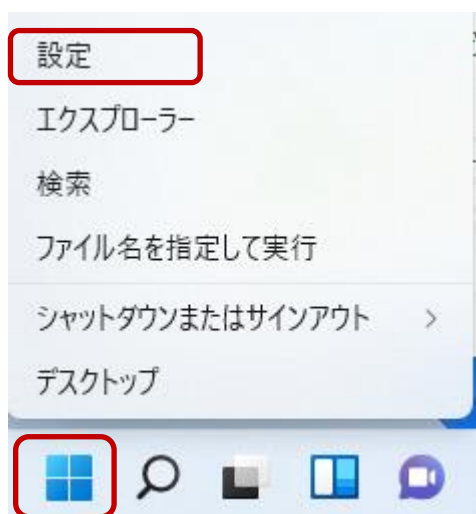 設定
エクスプローラー
検索
ファイル名を指定して実行
シャットダウンまたはサインアウト
デスクトップ